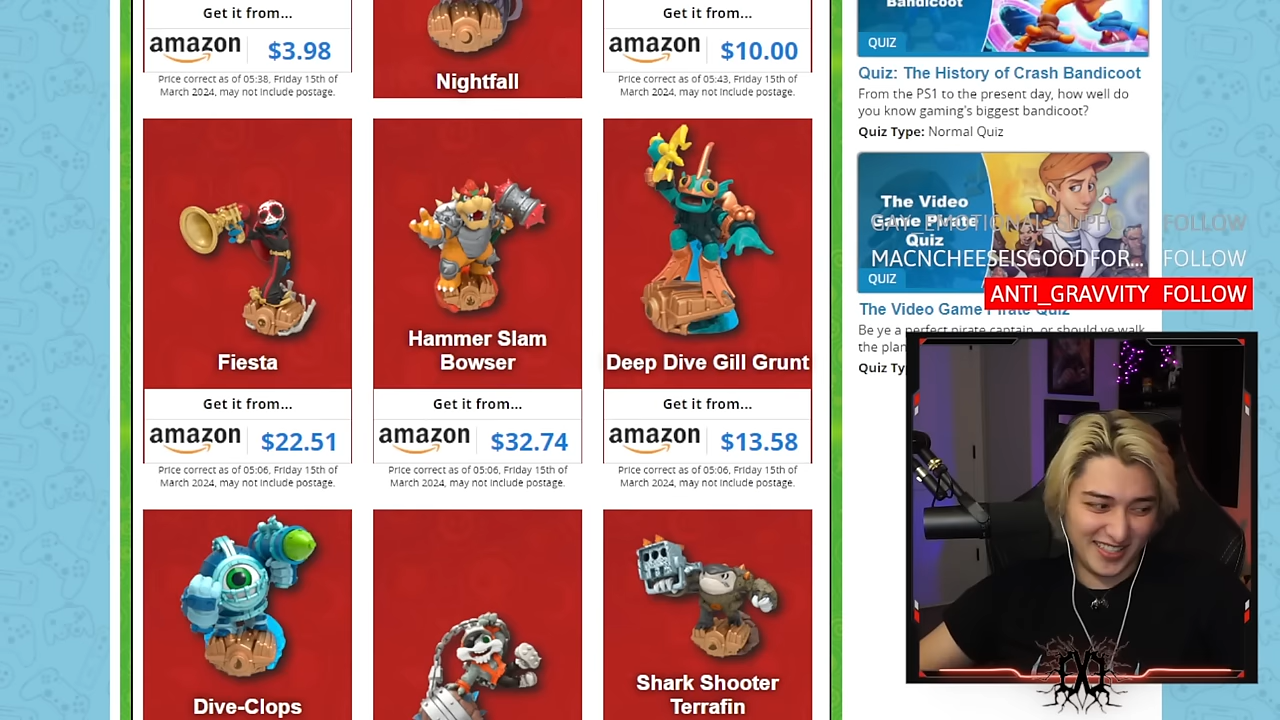 Get it from...
amazon $3.98
Price correct as of 05:38, Friday 15th of
March 2024, may not include postage.
Nightfall
Get it from...
amazon $10.00
Price correct as of 05:43, Friday 15th of
March 2024, may not include postage.
Fiesta
Get it from...
amazon $22.51
Price correct as of 05:06, Friday 15th of
March 2024, may not include postage.
Hammer Slam
Bowser
Get it from...
amazon $32.74
Price correct as of 05:06, Friday 15th of
March 2024, may not include postage.
Deep Dive Gill Grunt
Get it from...
amazon $13.58
Price correct as of 05:06, Friday 15th of
March 2024, may not include postage.
Dive-Clops
Shark Shooter
Terrafin
Bandicoot
QUIZ
Quiz: The History of Crash Bandicoot
From the PS1 to the present day, how well do
you know gaming's biggest bandicoot?
Quiz Type: Normal Quiz
The Video
Game Pirate
Quiz
QUIZ
GAY_EMOTIONAL_SUPPO... FOLLOW
MACNCHEESEISGOODFOR... FOLLOW
ANTI_GRAVVITY FOLLOW
The Video Game Pirate Quiz
Be ye a perfect pirate captain, or should ye walk
the plan
Quiz Ty